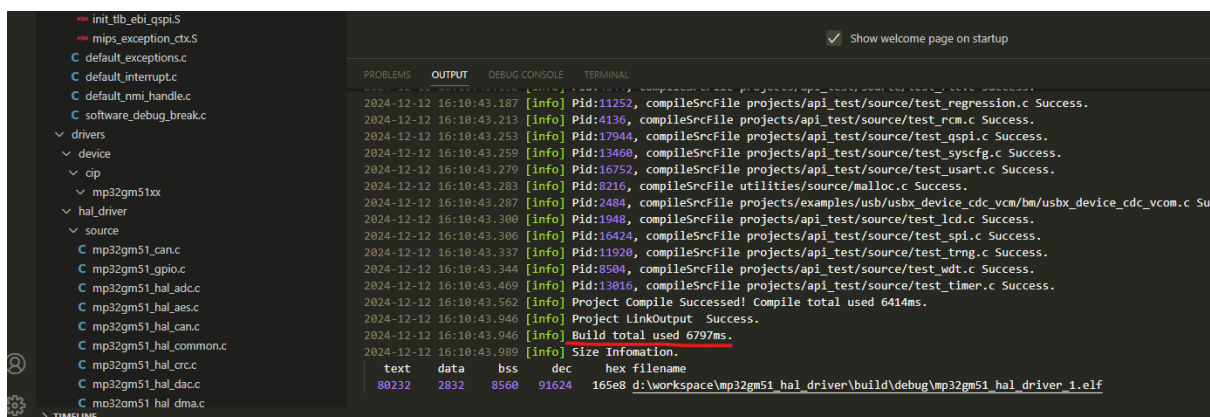 init_tlb_ebi_qspi.S
mips_exception_ctx.S
default_exceptions.c
default_interrupt.c
default_nmi_handle.c
software_debug_break.c
drivers
device
cip
mp32gm51xx
hal_driver
source
mp32gm51_can.c
mp32gm51_gpio.c
mp32gm51_hal_adc.c
mp32gm51_hal_aes.c
mp32gm51_hal_can.c
mp32gm51_hal_common.c
mp32gm51_hal_crc.c
mp32gm51_hal_dac.c
mp32gm51_hal_dma.c
TIMELINE
Show welcome page on startup
PROBLEMS OUTPUT DEBUG CONSOLE TERMINAL
2024-12-12 16:10:43.187 [info] Pid:11252, compileSrcFile projects/api_test/source/test_regression.c Success.
2024-12-12 16:10:43.213 [info] Pid:4136, compileSrcFile projects/api_test/source/test_rcm.c Success.
2024-12-12 16:10:43.253 [info] Pid:17944, compileSrcFile projects/api_test/source/test_qspi.c Success.
2024-12-12 16:10:43.259 [info] Pid:13460, compileSrcFile projects/api_test/source/test_syscfg.c Success.
2024-12-12 16:10:43.279 [info] Pid:16752, compileSrcFile projects/api_test/source/test_usart.c Success.
2024-12-12 16:10:43.283 [info] Pid:8216, compileSrcFile utilities/source/malloc.c Success.
2024-12-12 16:10:43.287 [info] Pid:2484, compileSrcFile projects/examples/usb/usbx_device_cdc_vcm/bm/usbx_device_cdc_vcom.c Su
2024-12-12 16:10:43.300 [info] Pid:1948, compileSrcFile projects/api_test/source/test_lcd.c Success.
2024-12-12 16:10:43.306 [info] Pid:16424, compileSrcFile projects/api_test/source/test_spi.c Success.
2024-12-12 16:10:43.337 [info] Pid:11920, compileSrcFile projects/api_test/source/test_trng.c Success.
2024-12-12 16:10:43.344 [info] Pid:8504, compileSrcFile projects/api_test/source/test_wdt.c Success.
2024-12-12 16:10:43.469 [info] Pid:13016, compileSrcFile projects/api_test/source/test_timer.c Success.
2024-12-12 16:10:43.562 [info] Project Compile Successed! Compile total used 6414ms.
2024-12-12 16:10:43.946 [info] Project LinkOutput Success.
2024-12-12 16:10:43.946 [info] Build total used 6797ms.
2024-12-12 16:10:43.989 [info] Size Infomation.
text data bss dec hex filename
80232 2832 8560 91624 165e8 d:\workspace\mp32gm51_hal_driver\build\debug\mp32gm51_hal_driver_1.elf